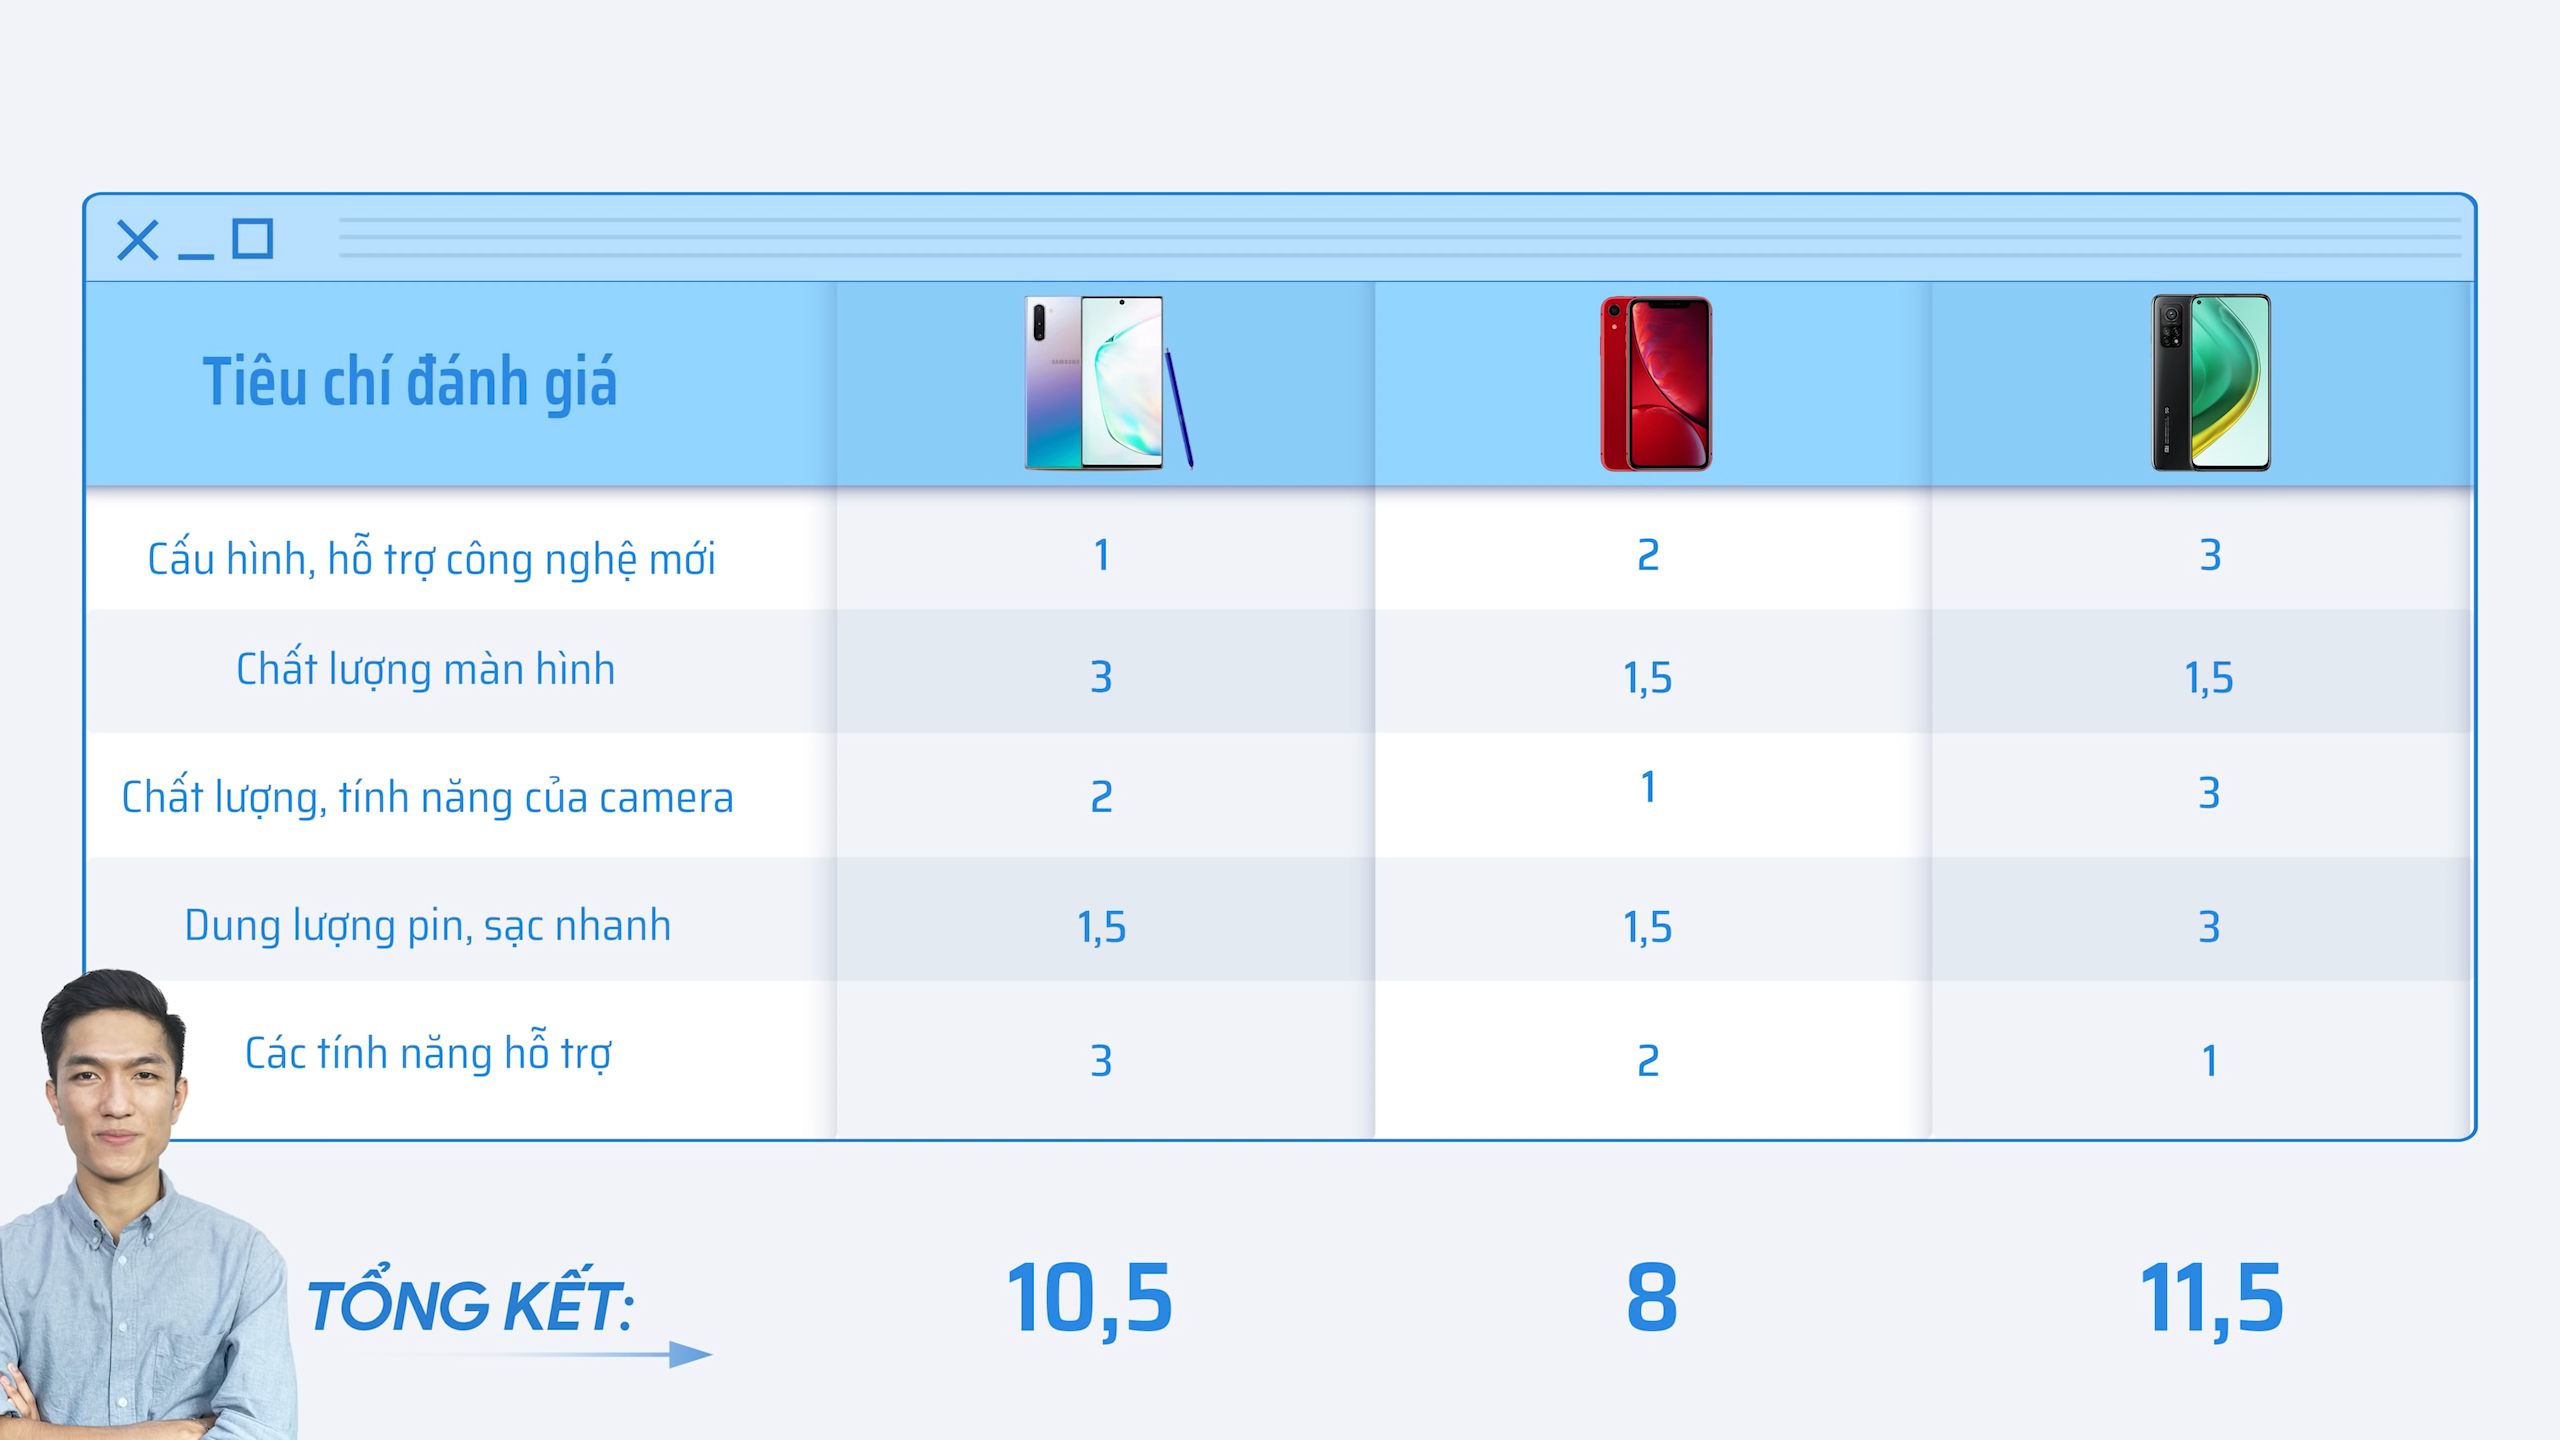 Tiêu chí đánh giá
SAMSUNG
Cấu hình, hỗ trợ công nghệ mới 1 2 3
Chất lượng màn hình 3 1,5 1,5
Chất lượng, tính năng của camera 2 1 3
Dung lượng pin, sạc nhanh 1,5 1,5 3
Các tính năng hỗ trợ 3 2 1
TỔNG KẾT: 10,5 8 11,5